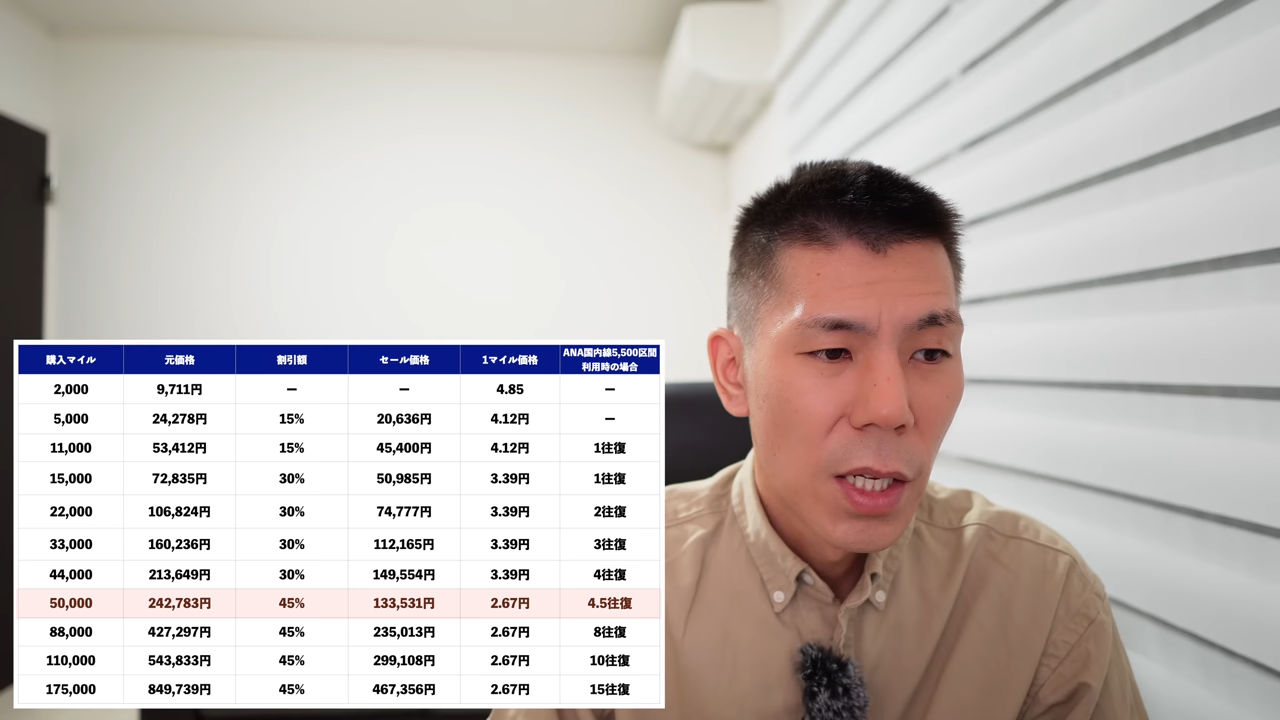 購入マイル 元価格 割引額 セール価格 1マイル価格 ANA国内線5,500区間
利用時の場合
2,000 9,711円 ー ー 4.85 ー
5,000 24,278円 15% 20,636円 4.12円 ー
11,000 53,412円 15% 45,400円 4.12円 1往復
15,000 72,835円 30% 50,985円 3.39円 1往復
22,000 106,824円 30% 74,777円 3.39円 2往復
33,000 160,236円 30% 112,165円 3.39円 3往復
44,000 213,649円 30% 149,554円 3.39円 4往復
50,000 242,783円 45% 133,531円 2.67円 4.5往復
88,000 427,297円 45% 235,013円 2.67円 8往復
110,000 543,833円 45% 299,108円 2.67円 10往復
175,000 849,739円 45% 467,356円 2.67円 15往復